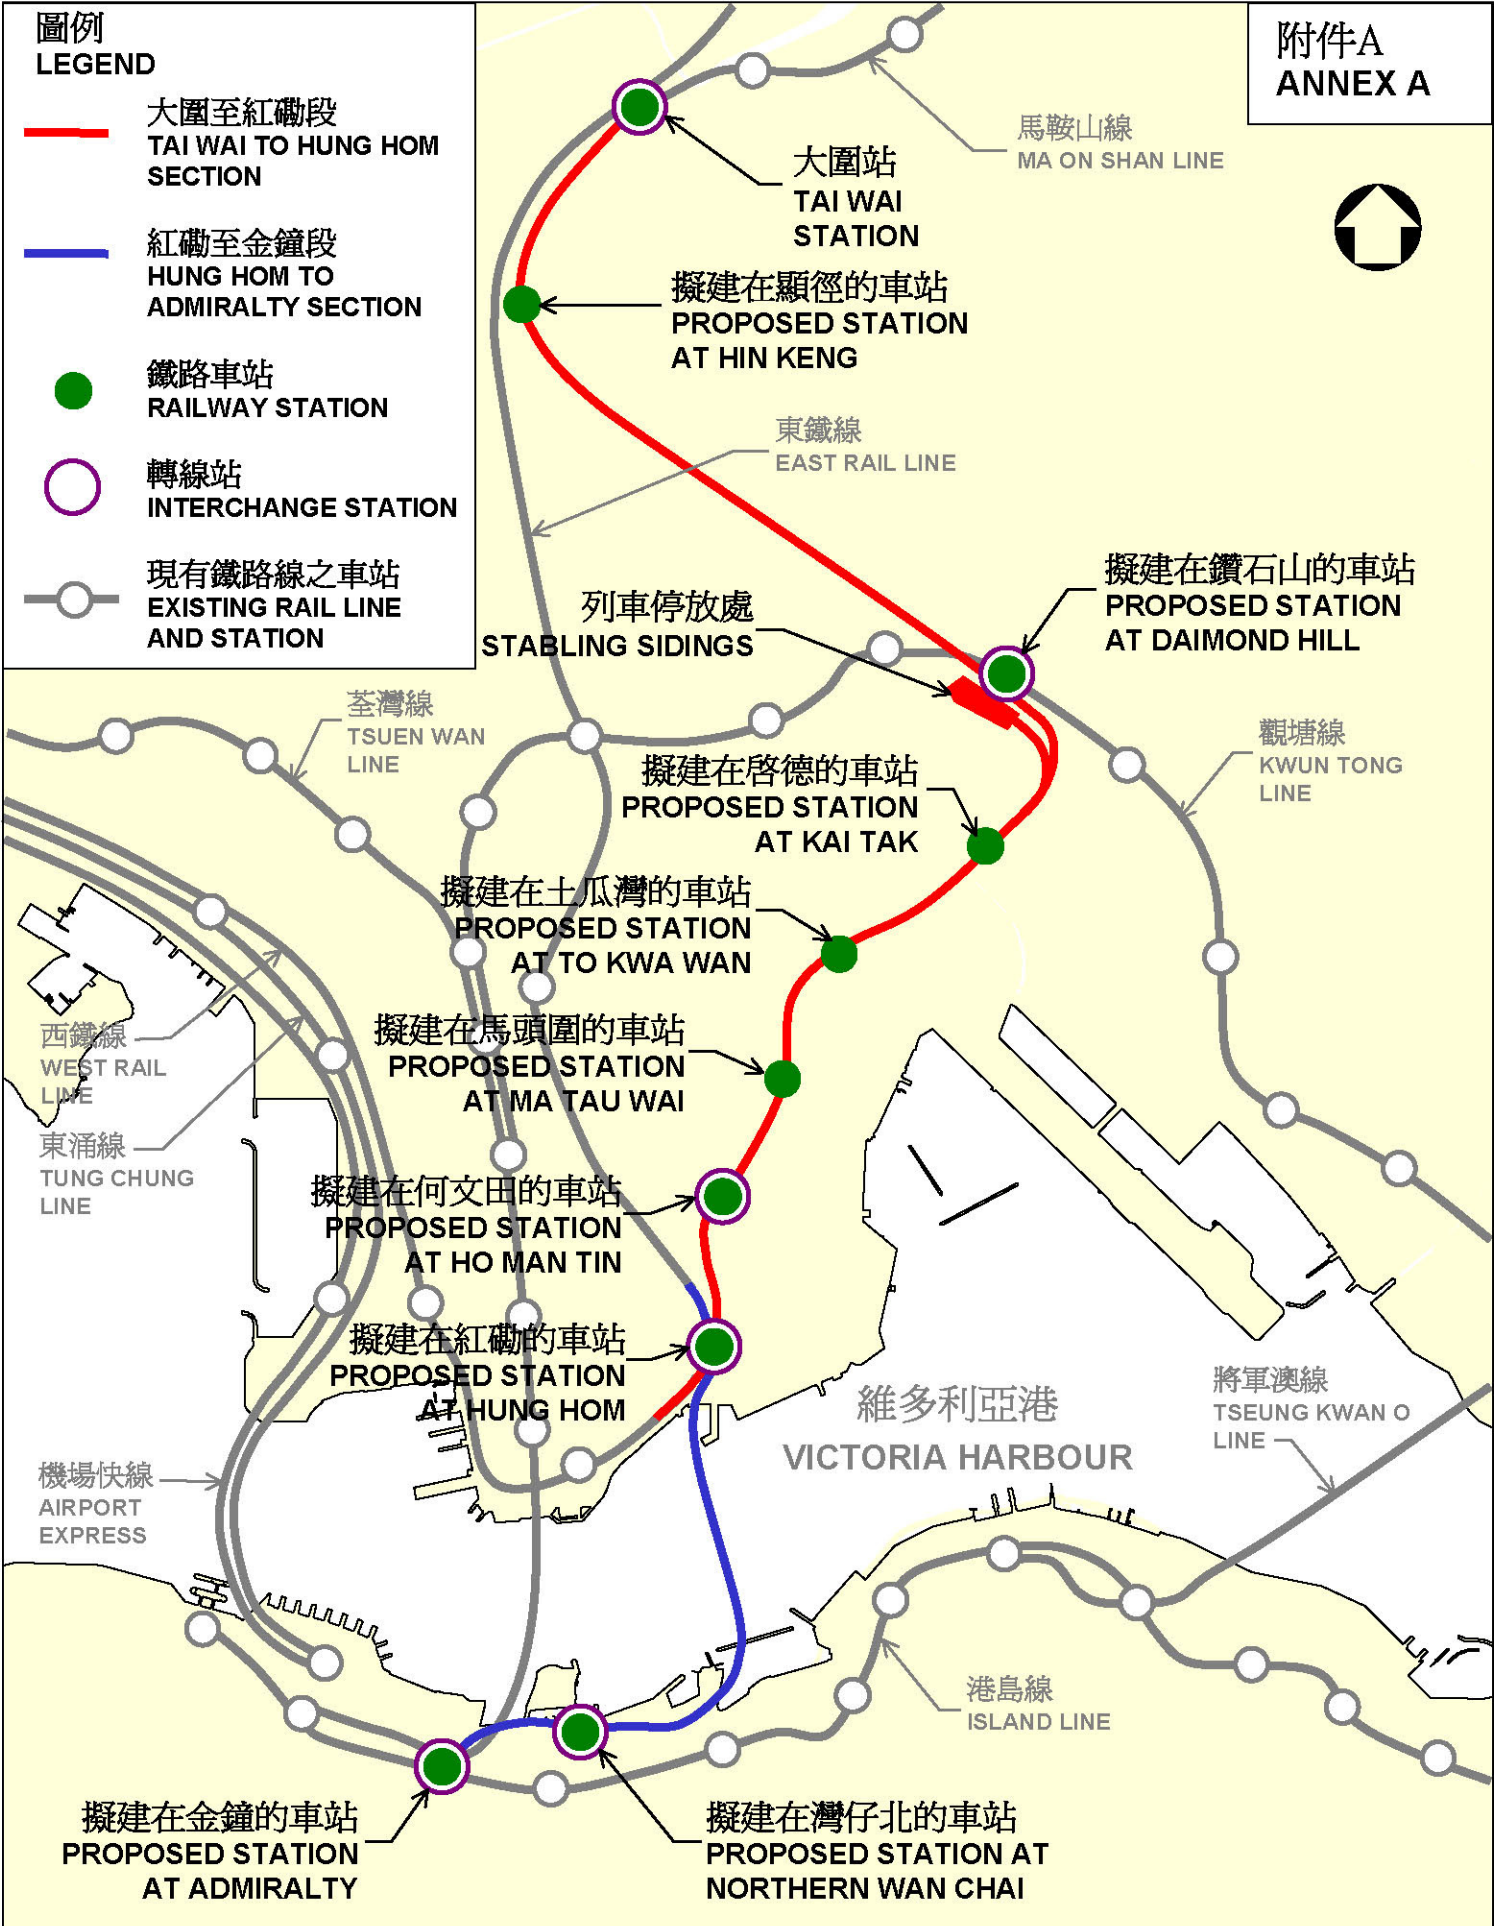 圖例
LEGEND
大圍至紅磡段
TAI WAI TO HUNG HOM
SECTION
紅磡至金鐘段
HUNG HOM TO
ADMIRALTY SECTION
鐵路車站
RAILWAY STATION
轉線站
INTERCHANGE STATION
現有鐵路線之車站
EXISTING RAIL LINE
AND STATION
附件A
ANNEX A
馬鞍山線
MA ON SHAN LINE
大圍站
TAI WAI
STATION
擬建在顯徑的車站
PROPOSED STATION
AT HIN KENG
東鐵線
EAST RAIL LINE
擬建在鑽石山的車站
PROPOSED STATION
AT DAIMOND HILL
列車停放處
STABLING SIDINGS
荃灣線
TSUEN WAN
LINE
觀塘線
KWUN TONG
LINE
擬建在啓德的車站
PROPOSED STATION
AT KAI TAK
擬建在土瓜灣的車站
PROPOSED STATION
AT TO KWA WAN
西鐵線
WEST RAIL
LINE
擬建在馬頭圍的車站
PROPOSED STATION
AT MA TAU WAI
東涌線
TUNG CHUNG
LINE
擬建在何文田的車站
PROPOSED STATION
AT HO MAN TIN
擬建在紅磡的車站
PROPOSED STATION
AT HUNG HOM
維多利亞港
VICTORIA HARBOUR
將軍澳線
TSEUNG KWAN O
LINE
機場快線
AIRPORT
EXPRESS
港島線
ISLAND LINE
擬建在金鐘的車站
PROPOSED STATION
AT ADMIRALTY
擬建在灣仔北的車站
PROPOSED STATION AT
NORTHERN WAN CHAI